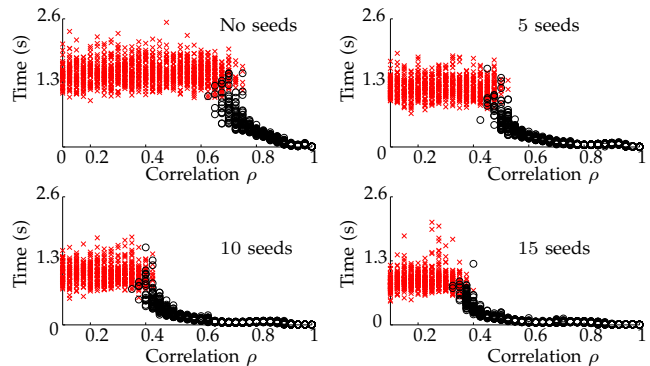 2.6
1.3
0
Time (s)
No seeds
0 0.2 0.4 0.6 0.8 1
Correlation ρ
2.6
1.3
0
Time (s)
5 seeds
0.2 0.4 0.6 0.8 1
Correlation ρ
2.6
1.3
0
Time (s)
10 seeds
0.2 0.4 0.6 0.8 1
Correlation ρ
2.6
1.3
0
Time (s)
15 seeds
0.2 0.4 0.6 0.8 1
Correlation ρ